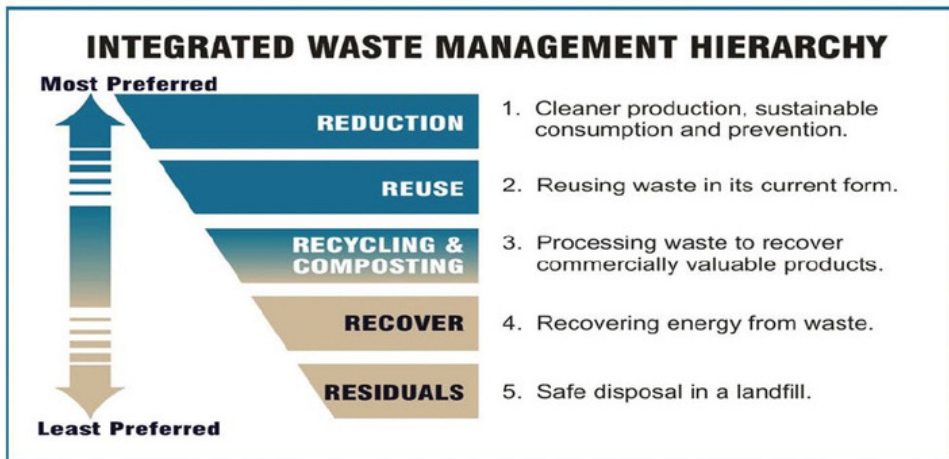 INTEGRATED WASTE MANAGEMENT HIERARCHY
Most Preferred
REDUCTION
1. Cleaner production, sustainable
consumption and prevention.
REUSE
2. Reusing waste in its current form.
RECYCLING &
COMPOSTING
3. Processing waste to recover
commercially valuable products.
RECOVER
4. Recovering energy from waste.
RESIDUALS
5. Safe disposal in a landfill.
Least Preferred